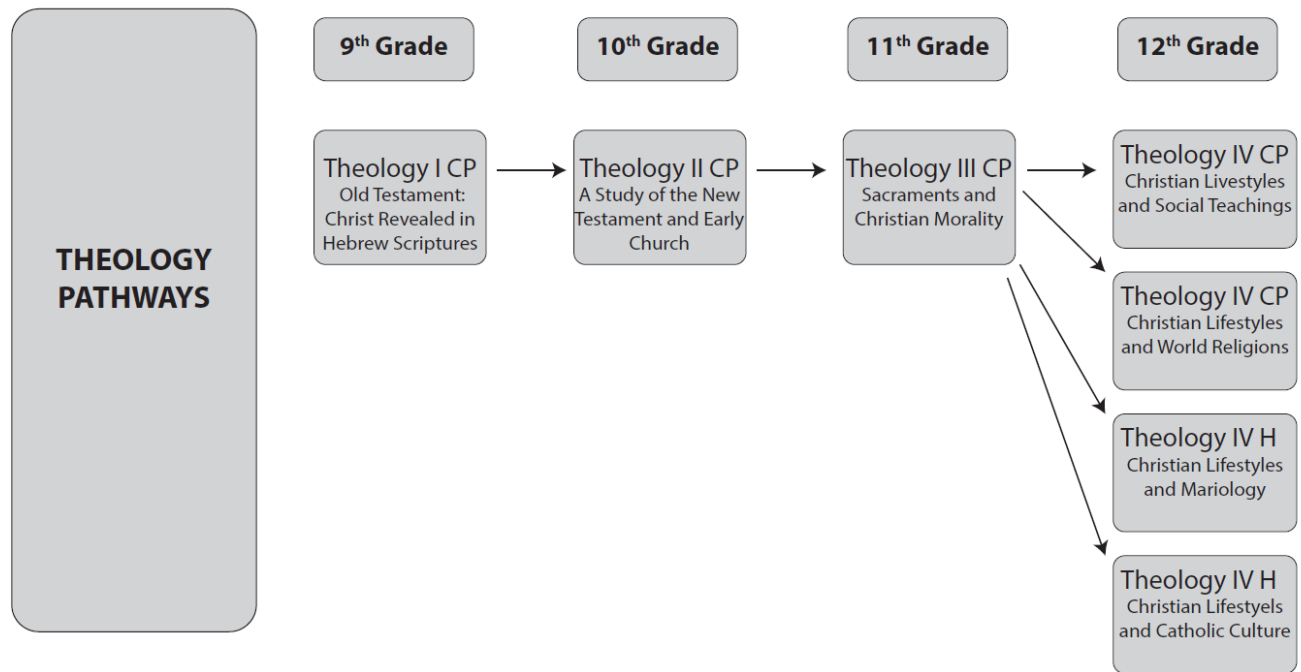 THEOLOGY
PATHWAYS
9th Grade
10th Grade
11th Grade
12th Grade
Theology I CP
Old Testament:
Christ Revealed in
Hebrew Scriptures
Theology II CP
A Study of the New
Testament and Early
Church
Theology III CP
Sacraments and
Christian Morality
Theology IV CP
Christian Livestyles
and Social Teachings
Theology IV CP
Christian Lifestyles
and World Religions
Theology IV H
Christian Lifestyles
and Mariology
Theology IV H
Christian Lifestyels
and Catholic Culture